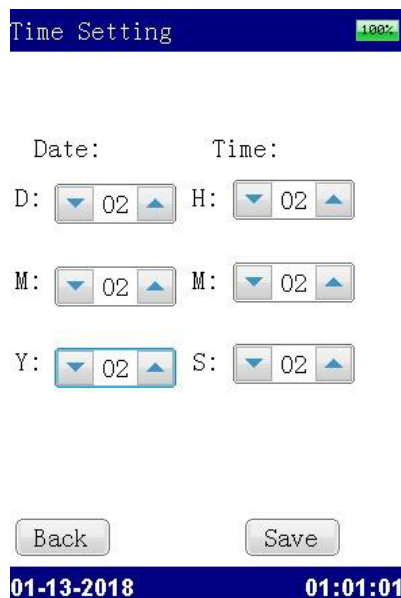 Time Setting 100%
Date: Time:
D: 02 H: 02
M: 02 M: 02
Y: 02 S: 02
Back Save
01-13-2018 01:01:01